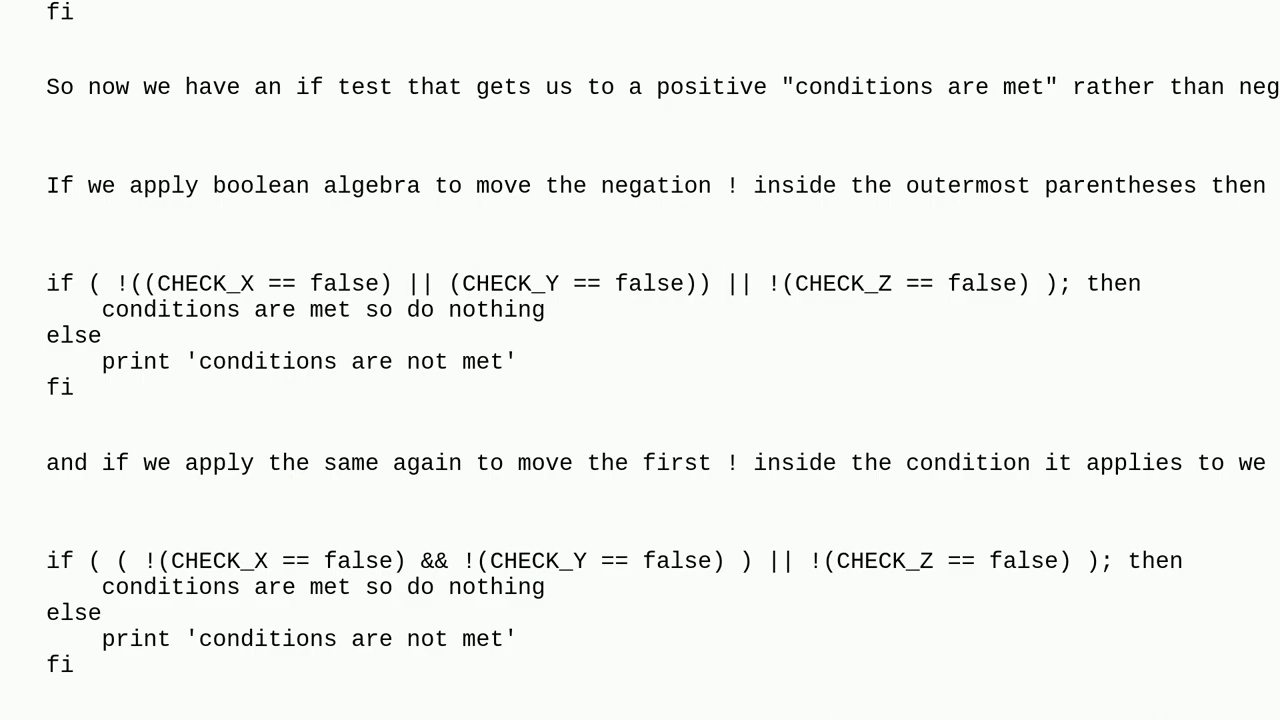 fi
So now we have an if test that gets us to a positive "conditions are met" rather than neg
If we apply boolean algebra to move the negation ! inside the outermost parentheses then
if ( !((CHECK_X == false) || (CHECK_Y == false)) || !(CHECK_Z == false) ); then
    conditions are met so do nothing
else
    print 'conditions are not met'
fi
and if we apply the same again to move the first ! inside the condition it applies to we
if ( ( !(CHECK_X == false) && !(CHECK_Y == false) ) || !(CHECK_Z == false) ); then
    conditions are met so do nothing
else
    print 'conditions are not met'
fi